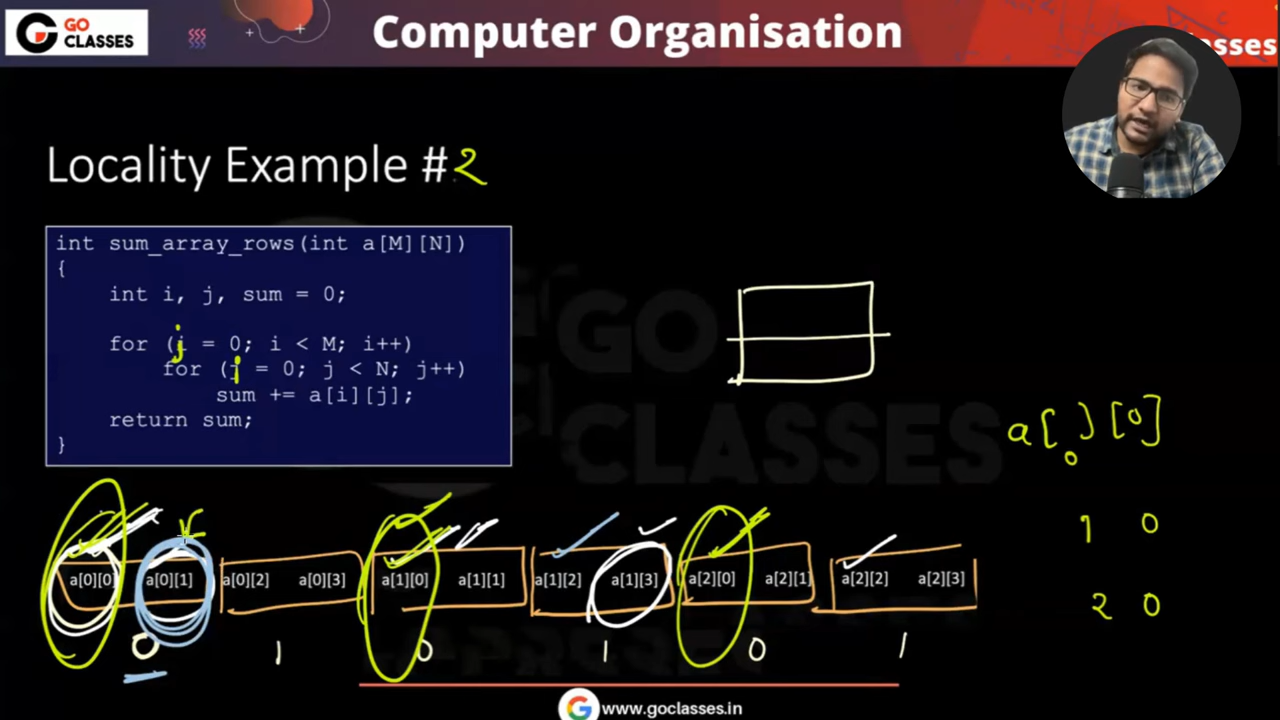 GO
CLASSES
Computer Organisation
lasses
Locality Example #2
int sum_array_rows(int a[M][N])
{
int i, j, sum = 0;
for (j = 0; i < M; i++)
for (i = 0; j < N; j++)
sum += a[i][j];
return sum;
}
GO
CLASSES
a[ ][0]
0
1 0
2 0
a[0][0] a[0][1] a[0][2] a[0][3] a[1][0] a[1][1] a[1][2] a[1][3] a[2][0] a[2][1] a[2][2] a[2][3]
0 1 0 1 0 1
www.goclasses.in